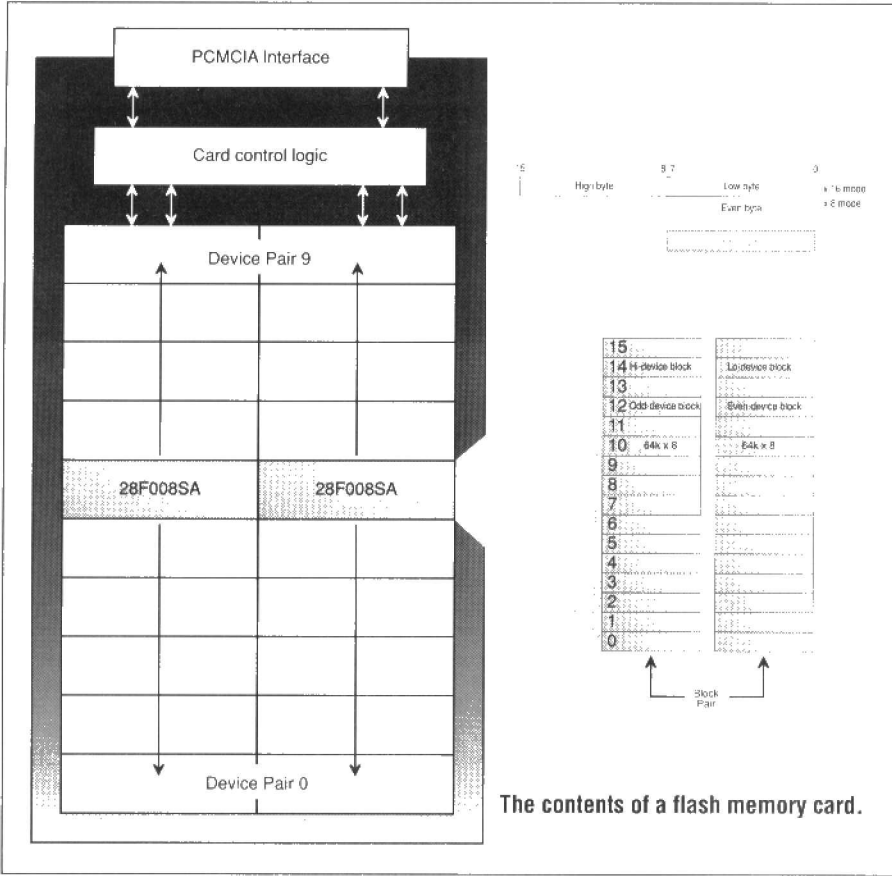 PCMCIA Interface
Card control logic
Device Pair 9
28F008SA 28F008SA
Device Pair 0
15 8 7 0
High byte Low byte x 16 mode
Even byte x 8 mode
15
14 Hi-device block Lo-device block
13
12 Odd-device block Even-device block
11
10 64k x 8 64k x 8
9
8
7
6
5
4
3
2
1
0
Block
Pair
The contents of a flash memory card.